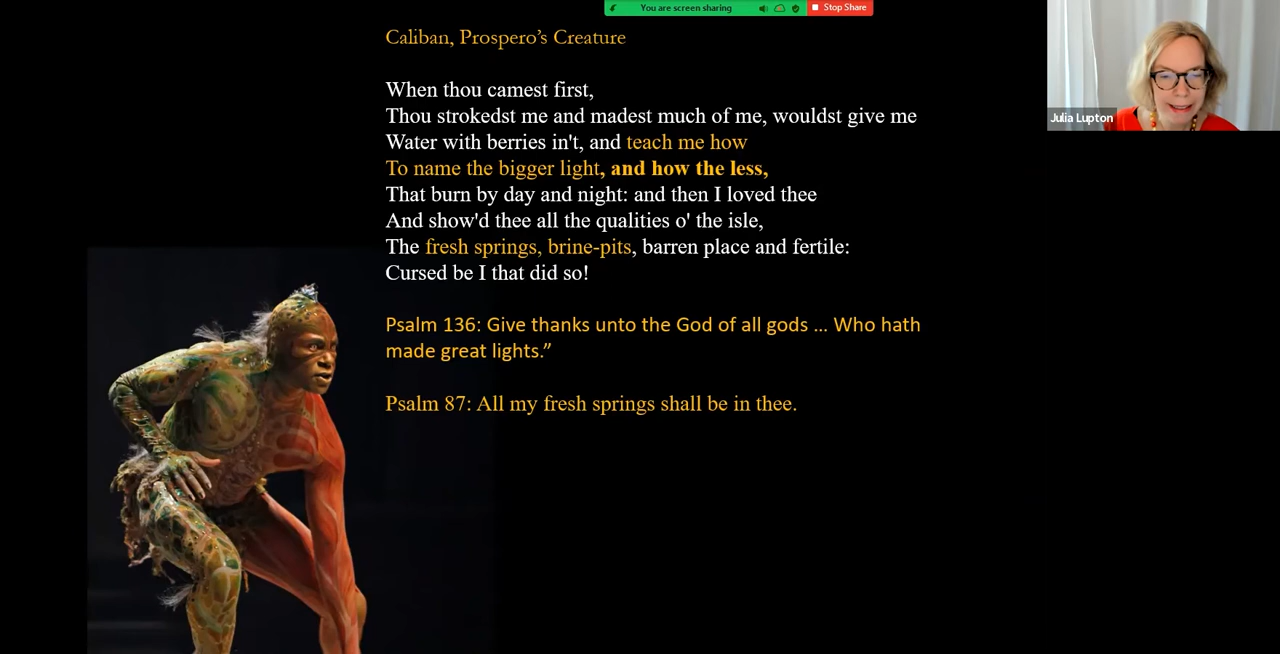 You are screen sharing
Stop Share
Caliban, Prospero’s Creature
When thou camest first,
Thou strokedst me and madest much of me, wouldst give me
Water with berries in't, and teach me how
To name the bigger light, and how the less,
That burn by day and night: and then I loved thee
And show'd thee all the qualities o' the isle,
The fresh springs, brine-pits, barren place and fertile:
Cursed be I that did so!
Psalm 136: Give thanks unto the God of all gods ... Who hath
made great lights.”
Psalm 87: All my fresh springs shall be in thee.
Julia Lupton